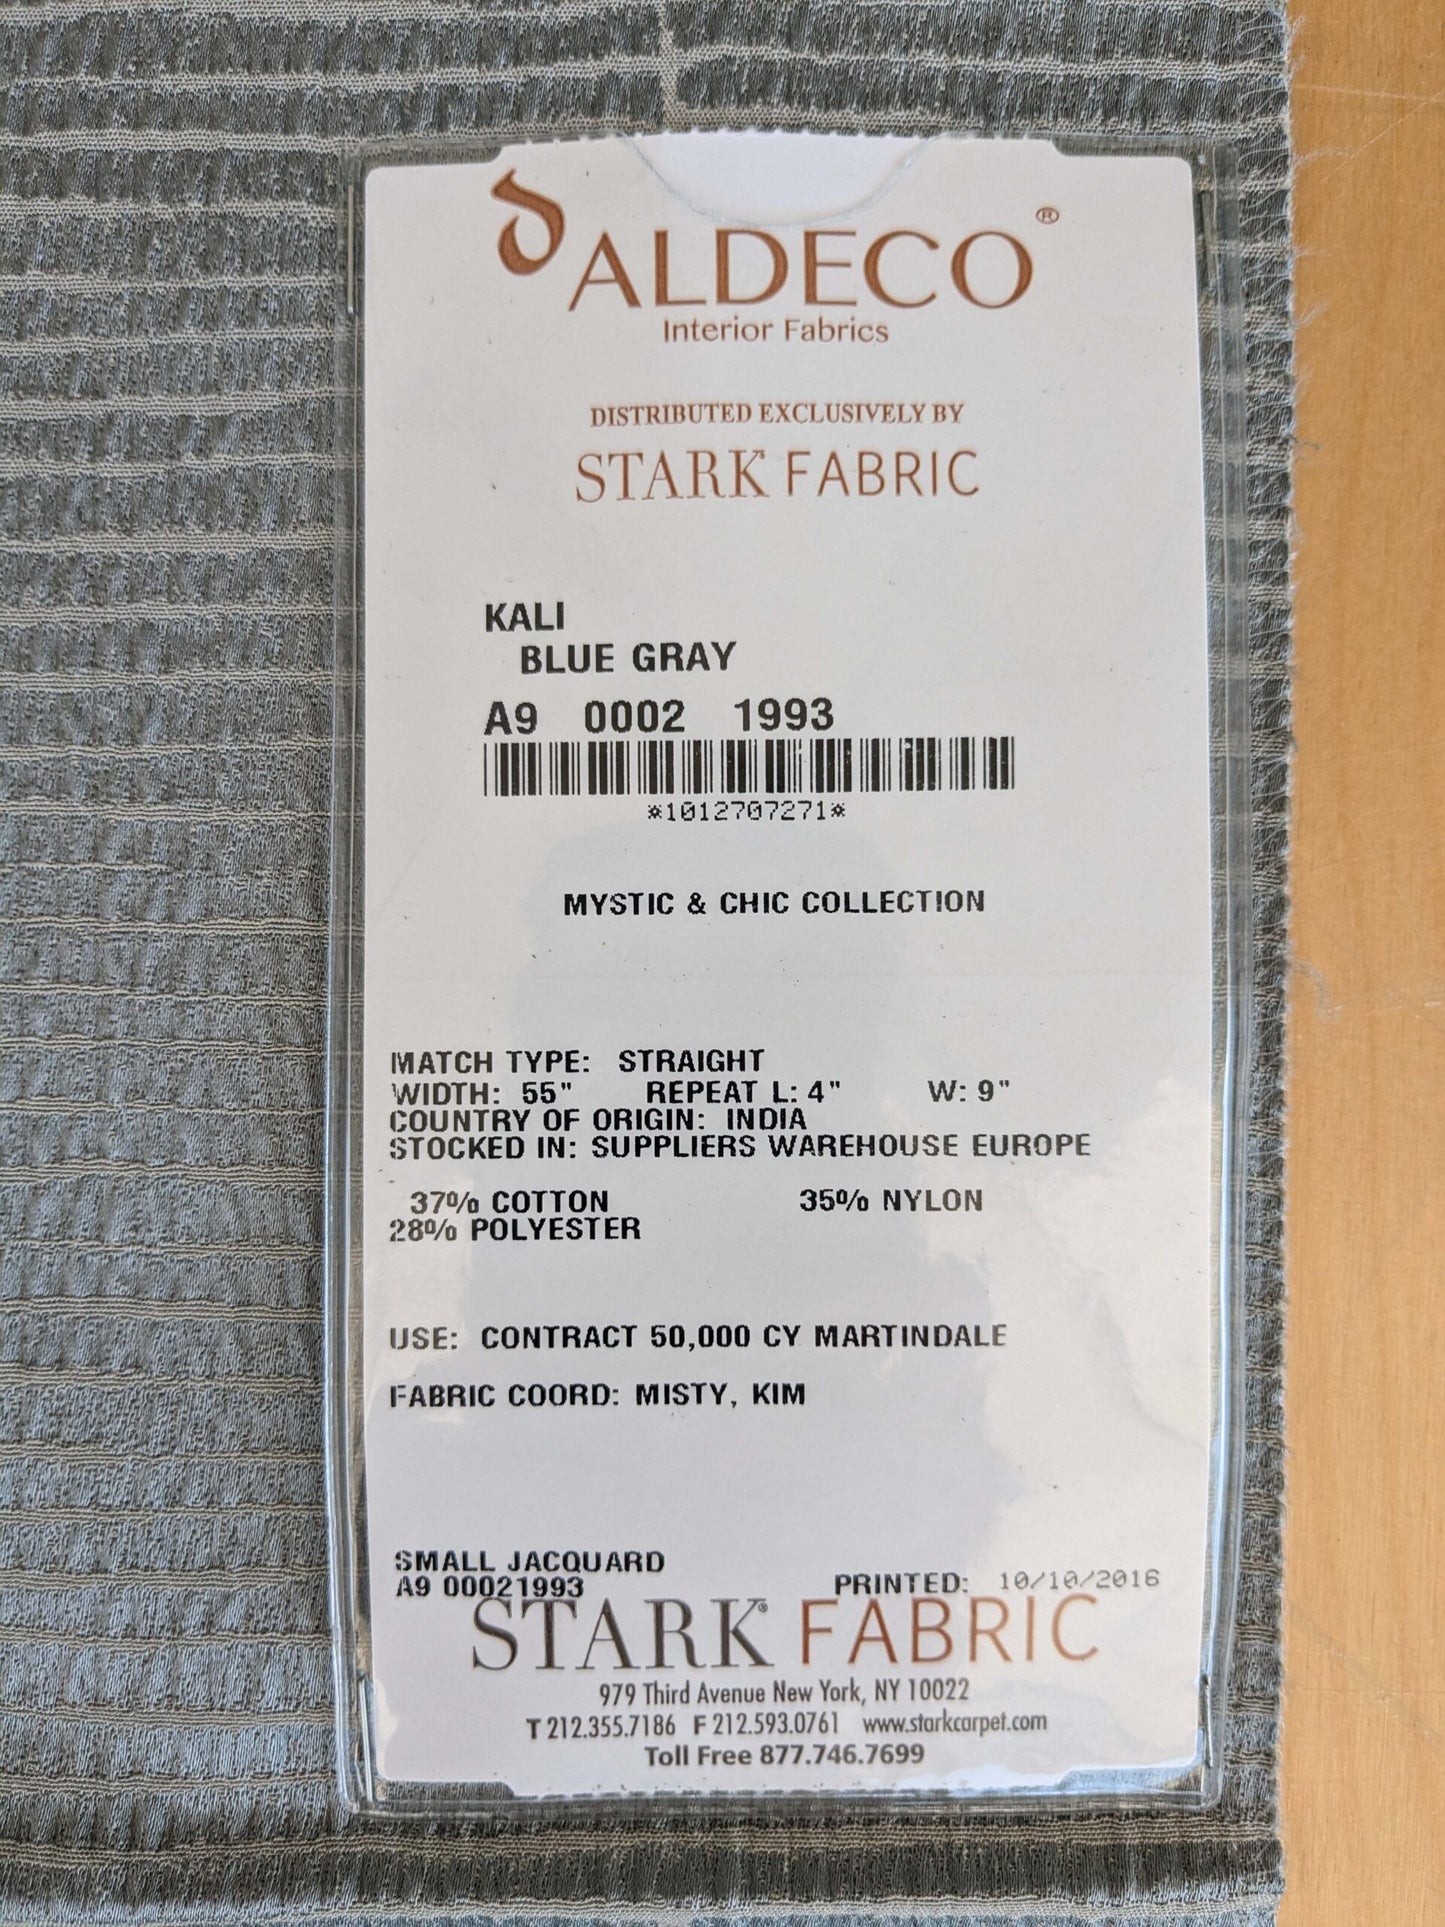 ALDECO®
Interior Fabrics
DISTRIBUTED EXCLUSIVELY BY
STARK FABRIC
KALI
BLUE GRAY
A9 0002 1993
*1012707271*
MYSTIC & CHIC COLLECTION
MATCH TYPE: STRAIGHT
WIDTH: 55" REPEAT L: 4" W: 9"
COUNTRY OF ORIGIN: INDIA
STOCKED IN: SUPPLIERS WAREHOUSE EUROPE
37% COTTON 35% NYLON
28% POLYESTER
USE: CONTRACT 50,000 CY MARTINDALE
FABRIC COORD: MISTY, KIM
SMALL JACQUARD
A9 00021993 PRINTED: 10/10/2016
STARK® FABRIC
979 Third Avenue New York, NY 10022
T 212.355.7186 F 212.593.0761 www.starkcarpet.com
Toll Free 877.746.7699